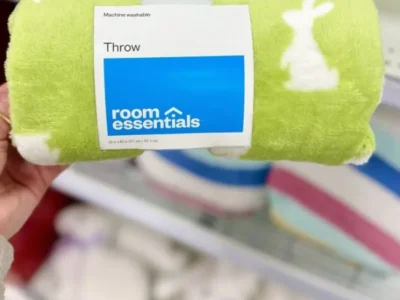 Machine washable
Throw
room
essentials